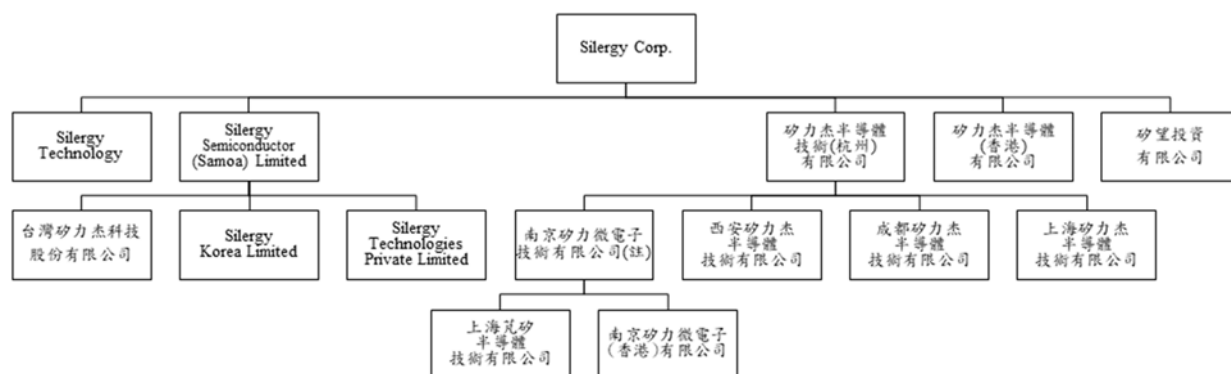 Silergy Corp.
Silergy
Technology
Silergy
Semiconductor
(Samoa) Limited
矽力杰半導體
技術(杭州)
有限公司
矽力杰半導體
(香港)
有限公司
矽望投資
有限公司
台灣矽力杰科技
股份有限公司
Silergy
Korea Limited
Silergy
Technologies
Private Limited
南京矽力微電子
技術有限公司(註)
西安矽力杰
半導體
技術有限公司
成都矽力杰
半導體
技術有限公司
上海矽力杰
半導體
技術有限公司
上海芃矽
半導體
技術有限公司
南京矽力微電子
(香港)有限公司